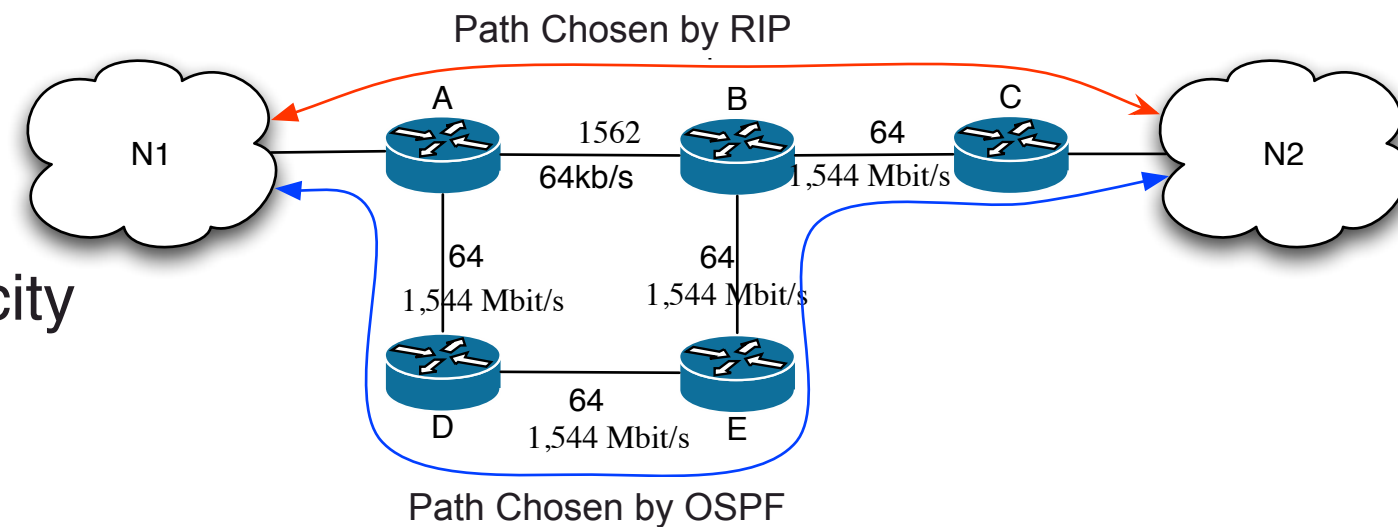 Path Chosen by RIP
A
B
C
N1
1562
64
N2
64kb/s
1,544 Mbit/s
64
64
city
1,544 Mbit/s
1,544 Mbit/s
64
D
E
1,544 Mbit/s
Path Chosen by OSPF